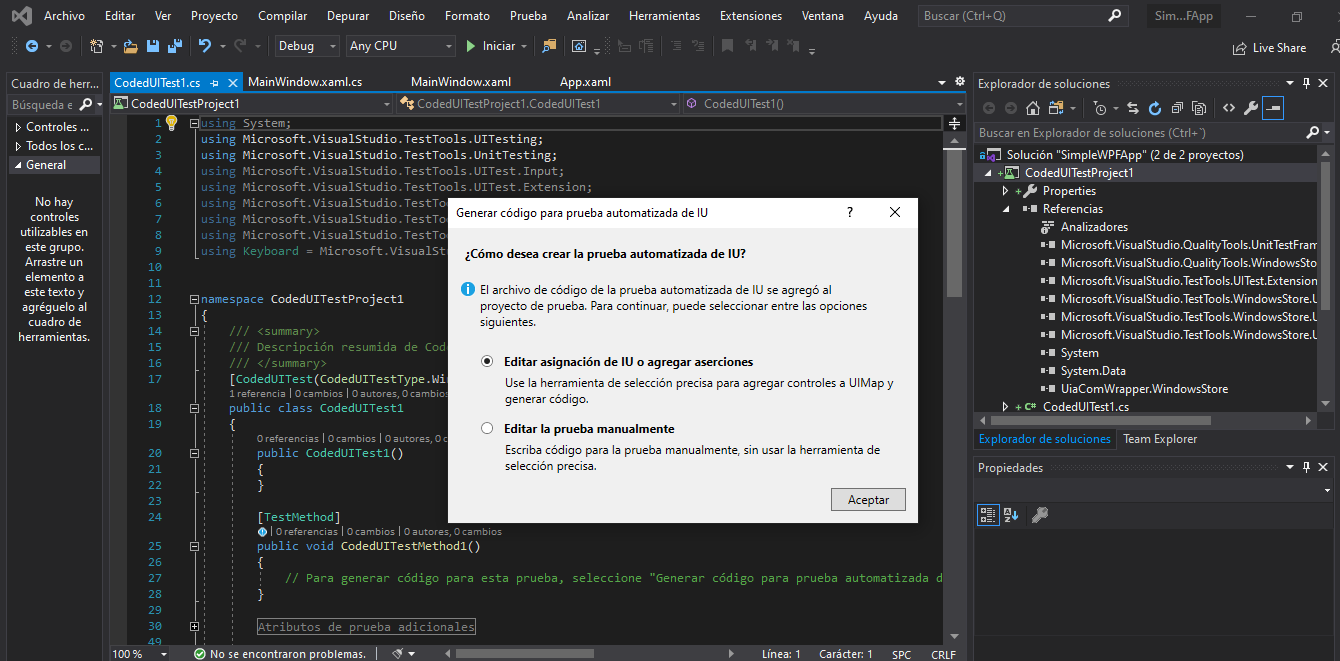 Archivo Editar Ver Proyecto Compilar Depurar Diseño Formato Prueba Analizar Herramientas Extensiones Ventana Ayuda Buscar (Ctrl+Q) Sim...FApp
Debug Any CPU Iniciar Live Share
Cuadro de herr...
Búsqueda e
Controles ...
Todos los c...
General
No hay
controles
utilizables en
este grupo.
Arrastre un
elemento a
este texto y
agréguelo al
cuadro de
herramientas.
CodedUITest1.cs MainWindow.xaml.cs MainWindow.xaml App.xaml
CodedUITestProject1 CodedUITestProject1.CodedUITest1 CodedUITest1()
1 using System;
2 using Microsoft.VisualStudio.TestTools.UITesting;
3 using Microsoft.VisualStudio.TestTools.UnitTesting;
4 using Microsoft.VisualStudio.TestTools.UITest.Input;
5 using Microsoft.VisualStudio.TestTools.UITest.Extension;
6 using Microsoft.VisualStudio.TestToo
7 using Microsoft.VisualStudio.TestToo
8 using Microsoft.VisualStudio.TestToo
9 using Keyboard = Microsoft.VisualSt
10
11
12 namespace CodedUITestProject1
13 {
14 /// <summary>
15 /// Descripción resumida de Code
16 /// </summary>
17 [CodedUITest(CodedUITestType.Win
1 referencia | 0 cambios | 0 autores, 0 cambios
18 public class CodedUITest1
19 {
0 referencias | 0 cambios | 0 autores, 0 c
20 public CodedUITest1()
21 {
22 }
23
24 [TestMethod]
| 0 referencias | 0 cambios | 0 autores, 0 cambios
25 public void CodedUITestMethod1()
26 {
27 // Para generar código para esta prueba, seleccione "Generar código para prueba automatizada d
28 }
29
30 Atributos de prueba adicionales
49
100 % No se encontraron problemas. Línea: 1 Carácter: 1 SPC CRLF
Generar código para prueba automatizada de IU ?
¿Cómo desea crear la prueba automatizada de IU?
El archivo de código de la prueba automatizada de IU se agregó al
proyecto de prueba. Para continuar, puede seleccionar entre las opciones
siguientes.
Editar asignación de IU o agregar aserciones
Use la herramienta de selección precisa para agregar controles a UIMap y
generar código.
Editar la prueba manualmente
Escriba código para la prueba manualmente, sin usar la herramienta de
selección precisa.
Aceptar
Explorador de soluciones
Buscar en Explorador de soluciones (Ctrl+´)
Solución "SimpleWPFApp" (2 de 2 proyectos)
CodedUITestProject1
Properties
Referencias
Analizadores
Microsoft.VisualStudio.QualityTools.UnitTestFram
Microsoft.VisualStudio.QualityTools.WindowsSto
Microsoft.VisualStudio.TestTools.UITest.Extension
Microsoft.VisualStudio.TestTools.WindowsStore.U
Microsoft.VisualStudio.TestTools.WindowsStore.U
Microsoft.VisualStudio.TestTools.WindowsStore.U
System
System.Data
UiaComWrapper.WindowsStore
C# CodedUITest1.cs
Explorador de soluciones Team Explorer
Propiedades